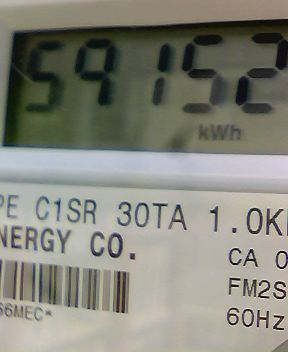 59152
kWh
PE C1SR 30TA 1.0K
NERGY CO.
CA 0
FM2S
66MEC*
60Hz